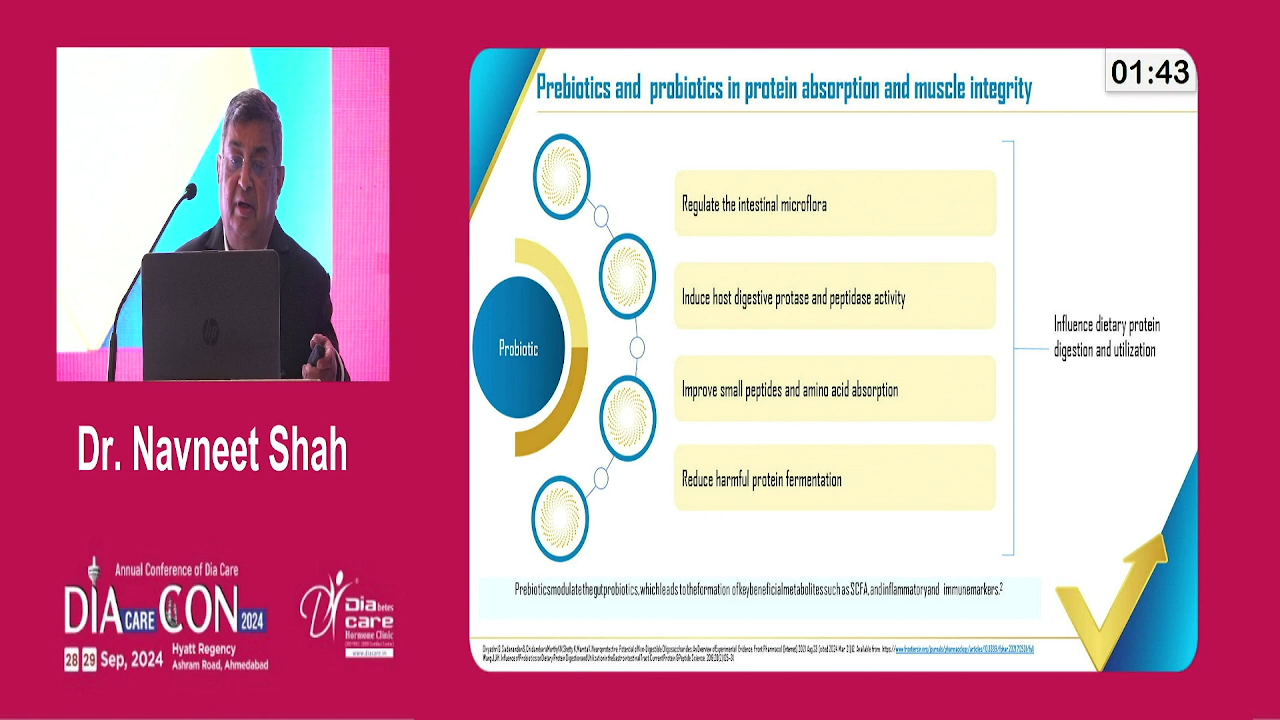 Prebiotics and probiotics in protein absorption and muscle integrity
01:43
Probiotic
Regulate the intestinal microflora
Induce host digestive protase and peptidase activity
Improve small peptides and amino acid absorption
Reduce harmful protein fermentation
Influence dietary protein
digestion and utilization
Prebiotics modulate the gut probiotics, which leads to the formation of key beneficial metabolites such as SCFA, and inflammatory and immune markers.²
hp
Dr. Navneet Shah
Annual Conference of Dia Care
DIA CARE CON 2024
28 29 Sep, 2024
Hyatt Regency
Ashram Road, Ahmedabad
Diabetes
care
Hormone Clinic